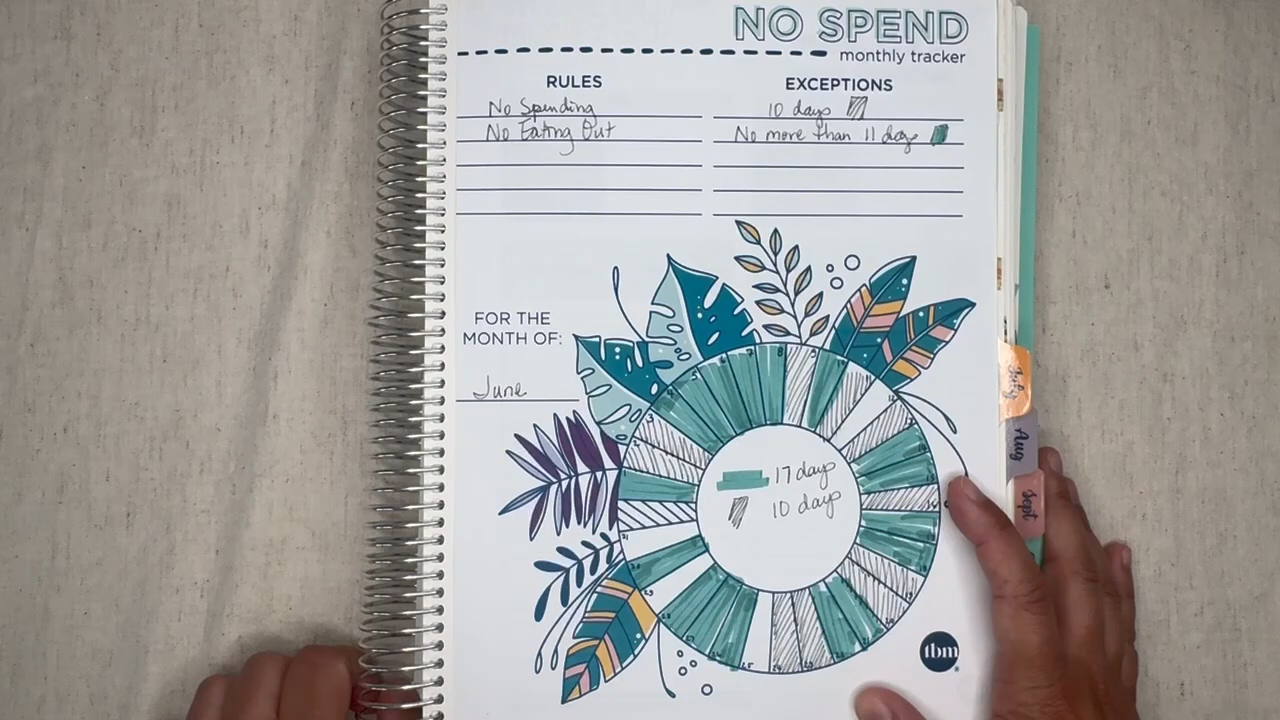 NO SPEND
monthly tracker
RULES
EXCEPTIONS
No Spending
10 days
No Eating Out
No more than 11 days
FOR THE
MONTH OF:
June
17 days
10 days
July
Aug
Sept
tbm